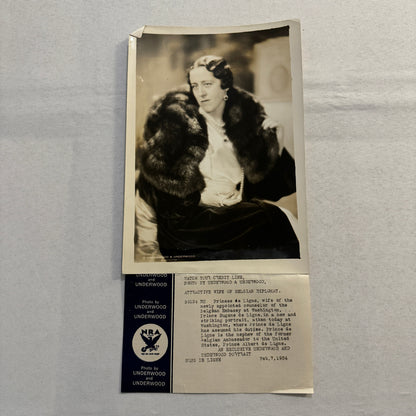 WATCH YOUR CREDIT LINE,
PHOTO BY UNDERWOOD & UNDERWOOD,
ATTRACTIVE WIFE OF BELGIAN DIPLOMAT.
Princess de Ligne, wife of the
newly appointed counselor of the
Belgian Embassy at Washington,
Prince Eugene de Ligne, in a new and
striking portrait, taken today at
Washington, where Prince de Ligne
has assumed his duties. Prince Eugene
de Ligne is the nephew of the former
Belgian Ambassador to the United
States, Prince Albert de Ligne.
AN EXCLUSIVE UNDERWOOD AND
UNDERWOOD PORTRAIT
Feb. 7, 1934
UNDERWOOD
and
UNDERWOOD
Photo by
UNDERWOOD
and
UNDERWOOD
NRA
Photo by
UNDERWOOD
and
UNDERWOOD